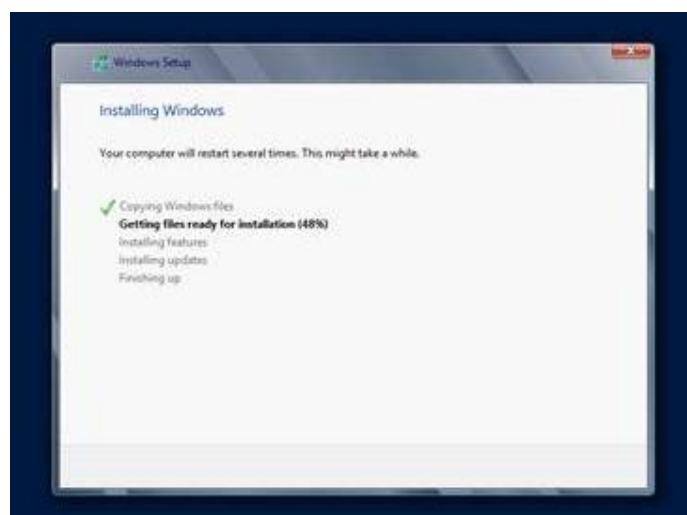 Windows Setup
Installing Windows
Your computer will restart several times. This might take a while.
Copying Windows files
Getting files ready for installation (48%)
Installing features
Installing updates
Finishing up